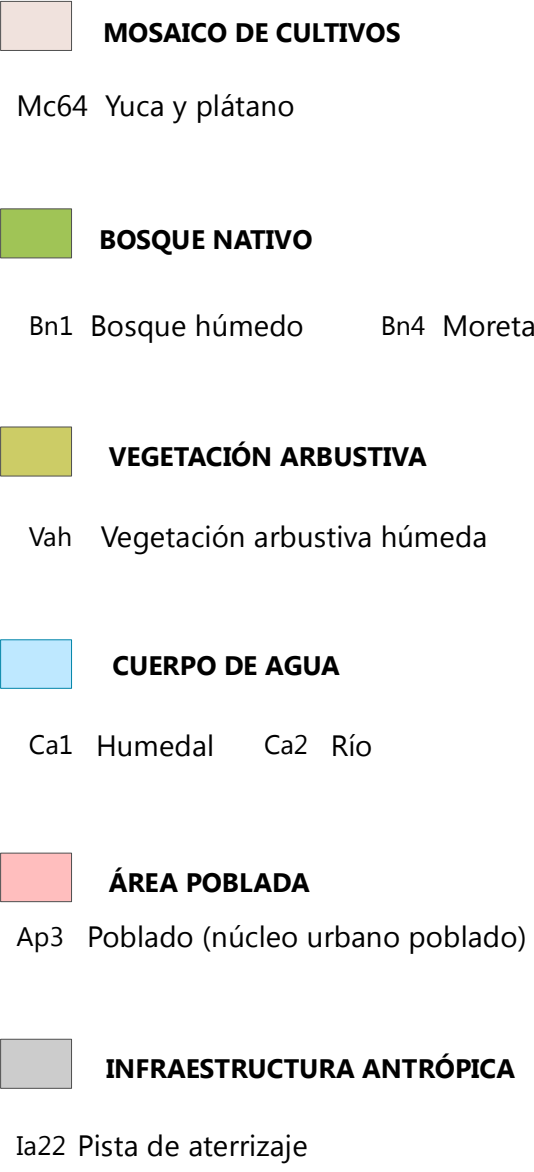 MOSAICO DE CULTIVOS
Mc64 Yuca y plátano
BOSQUE NATIVO
Bn1 Bosque húmedo Bn4 Moreta
VEGETACIÓN ARBUSTIVA
Vah Vegetación arbustiva húmeda
CUERPO DE AGUA
Ca1 Humedal Ca2 Río
ÁREA POBLADA
Ap3 Poblado (núcleo urbano poblado)
INFRAESTRUCTURA ANTRÓPICA
Ia22 Pista de aterrizaje